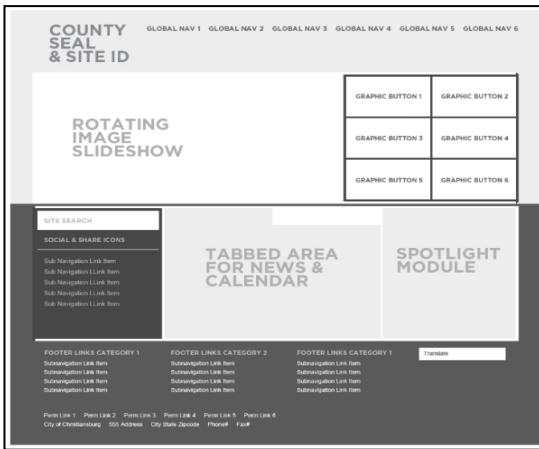 COUNTY
SEAL
& SITE ID
GLOBAL NAV 1 GLOBAL NAV 2 GLOBAL NAV 3 GLOBAL NAV 4 GLOBAL NAV 5 GLOBAL NAV 6
ROTATING
IMAGE
SLIDESHOW
GRAPHIC BUTTON 1 GRAPHIC BUTTON 2
GRAPHIC BUTTON 3 GRAPHIC BUTTON 4
GRAPHIC BUTTON 5 GRAPHIC BUTTON 6
SITE SEARCH
SOCIAL & SHARE ICONS
Sub Navigation Link Item
Sub Navigation LLink Item
Sub Navigation LLink Item
Sub Navigation LLink Item
TABBED AREA
FOR NEWS &
CALENDAR
SPOTLIGHT
MODULE
FOOTER LINKS CATEGORY 1
Subnavigation Link Item
Subnavigation Link Item
Subnavigation Link Item
Subnavigation Link Item
FOOTER LINKS CATEGORY 2
Subnavigation Link Item
Subnavigation Link Item
Subnavigation Link Item
Subnavigation Link Item
FOOTER LINKS CATEGORY 1
Subnavigation Link Item
Subnavigation Link Item
Subnavigation Link Item
Subnavigation Link Item
Translate
Perm Link 1 Perm Link 2 Perm Link 3 Perm Link 4 Perm Link 5 Perm Link 6
City of Christiansburg 555 Address City State Zipcode Phone# Fax#